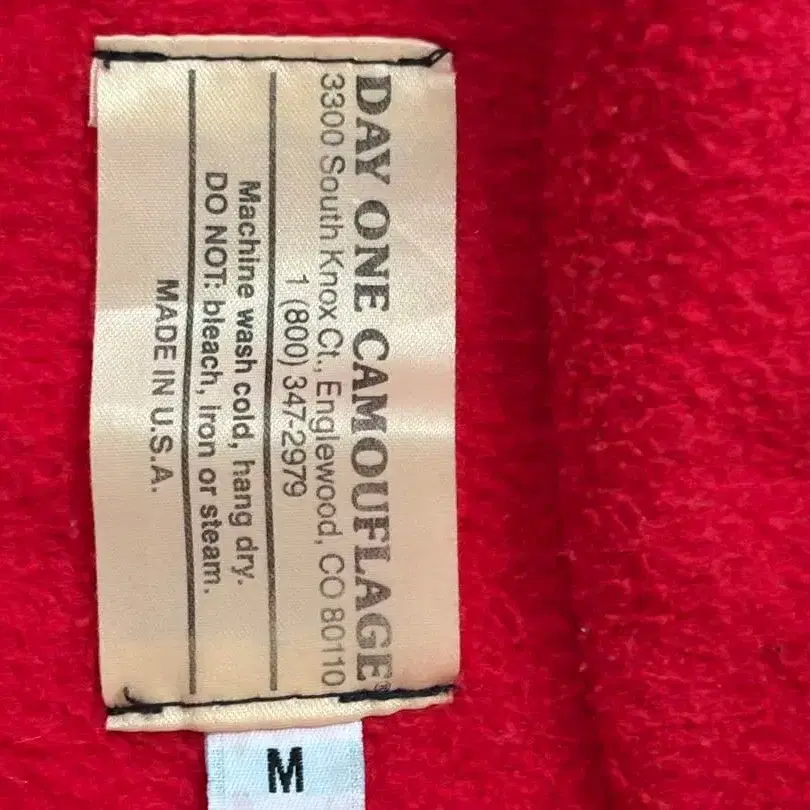 DAY ONE CAMOUFLAGE®
3300 South Knox Ct., Englewood, CO 80110
1 (800) 347-2979
Machine wash cold, hang dry.
DO NOT: bleach, iron or steam.
MADE IN U.S.A.
M